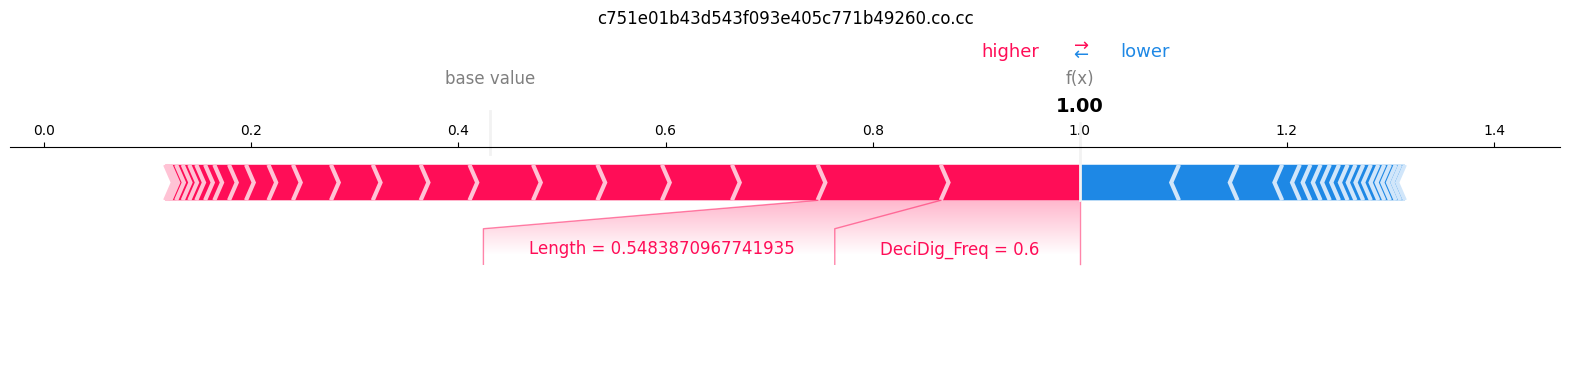 c751e01b43d543f093e405c771b49260.co.cc
higher ⇄ lower
base value f(x)
1.00
0.0 0.2 0.4 0.6 0.8 1.0 1.2 1.4
Length = 0.5483870967741935 DeciDig_Freq = 0.6